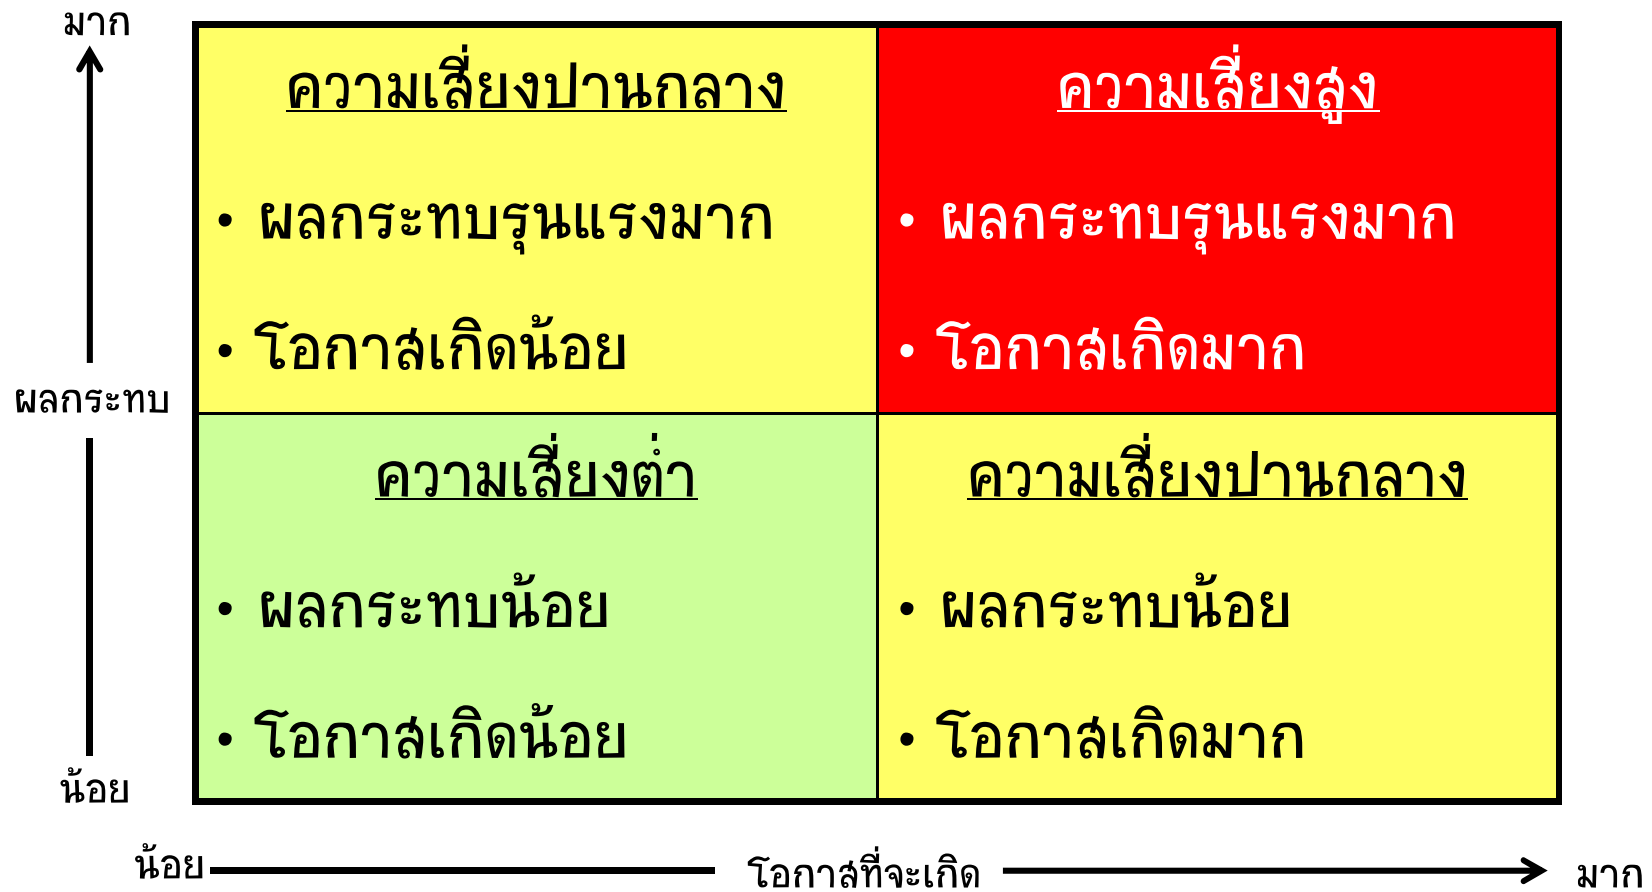 มาก
ความเสี่ยงปานกลาง
• ผลกระทบรุนแรงมาก
• โอกาสเกิดน้อย
ความเสี่ยงสูง
• ผลกระทบรุนแรงมาก
• โอกาสเกิดมาก
ผลกระทบ
ความเสี่ยงต่ำ
• ผลกระทบน้อย
• โอกาสเกิดน้อย
ความเสี่ยงปานกลาง
• ผลกระทบน้อย
• โอกาสเกิดมาก
น้อย
น้อย
โอกาสที่จะเกิด
มาก